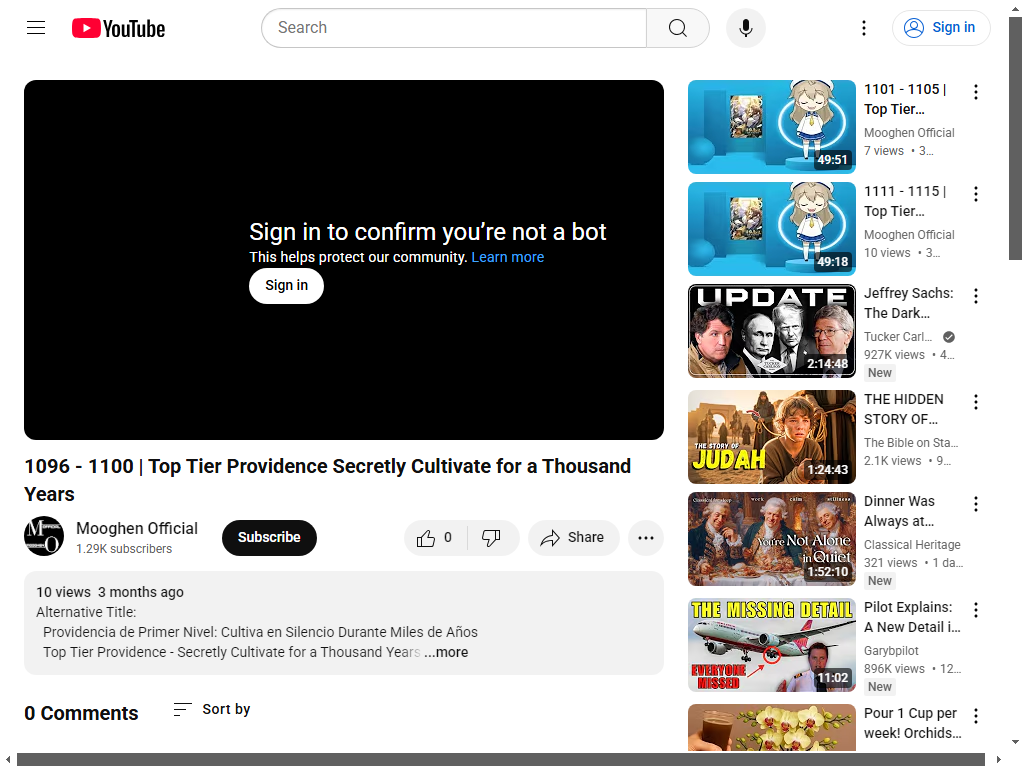 YouTube
Search
Sign in
Sign in to confirm you're not a bot
This helps protect our community. Learn more
Sign in
1096 - 1100 | Top Tier Providence Secretly Cultivate for a Thousand
Years
Mooghen Official
1.29K subscribers
Subscribe
0
Share
10 views 3 months ago
Alternative Title:
Providencia de Primer Nivel: Cultiva en Silencio Durante Miles de Años
Top Tier Providence - Secretly Cultivate for a Thousand Years ...more
0 Comments
Sort by
49:51
1101 - 1105 |
Top Tier...
Mooghen Official
7 views • 3...
49:18
1111 - 1115 |
Top Tier...
Mooghen Official
10 views • 3...
UPDATE
2:14:48
Jeffrey Sachs:
The Dark...
Tucker Carl...
927K views • 4...
New
THE STORY OF
JUDAH
1:24:43
THE HIDDEN
STORY OF...
The Bible on Sta...
2.1K views • 9...
work calm stillness
You're Not Alone
in Quiet
1:52:10
Dinner Was
Always at...
Classical Heritage
321 views • 1 da...
New
THE MISSING DETAIL
EVERYONE
MISSED
11:02
Pilot Explains:
A New Detail i...
Garybpilot
896K views • 12...
New
Pour 1 Cup per
week! Orchids...